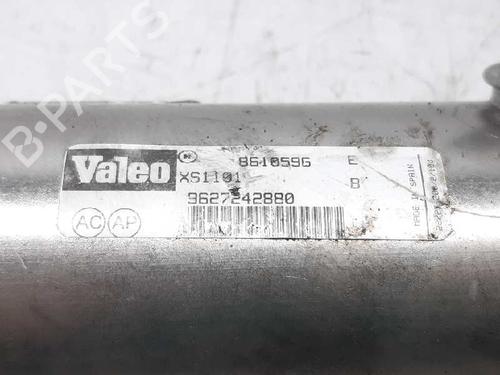 B-PARTS
Valeo
8610596 E
XS1101
B
9627242880
AC AP
MADE IN SPAIN